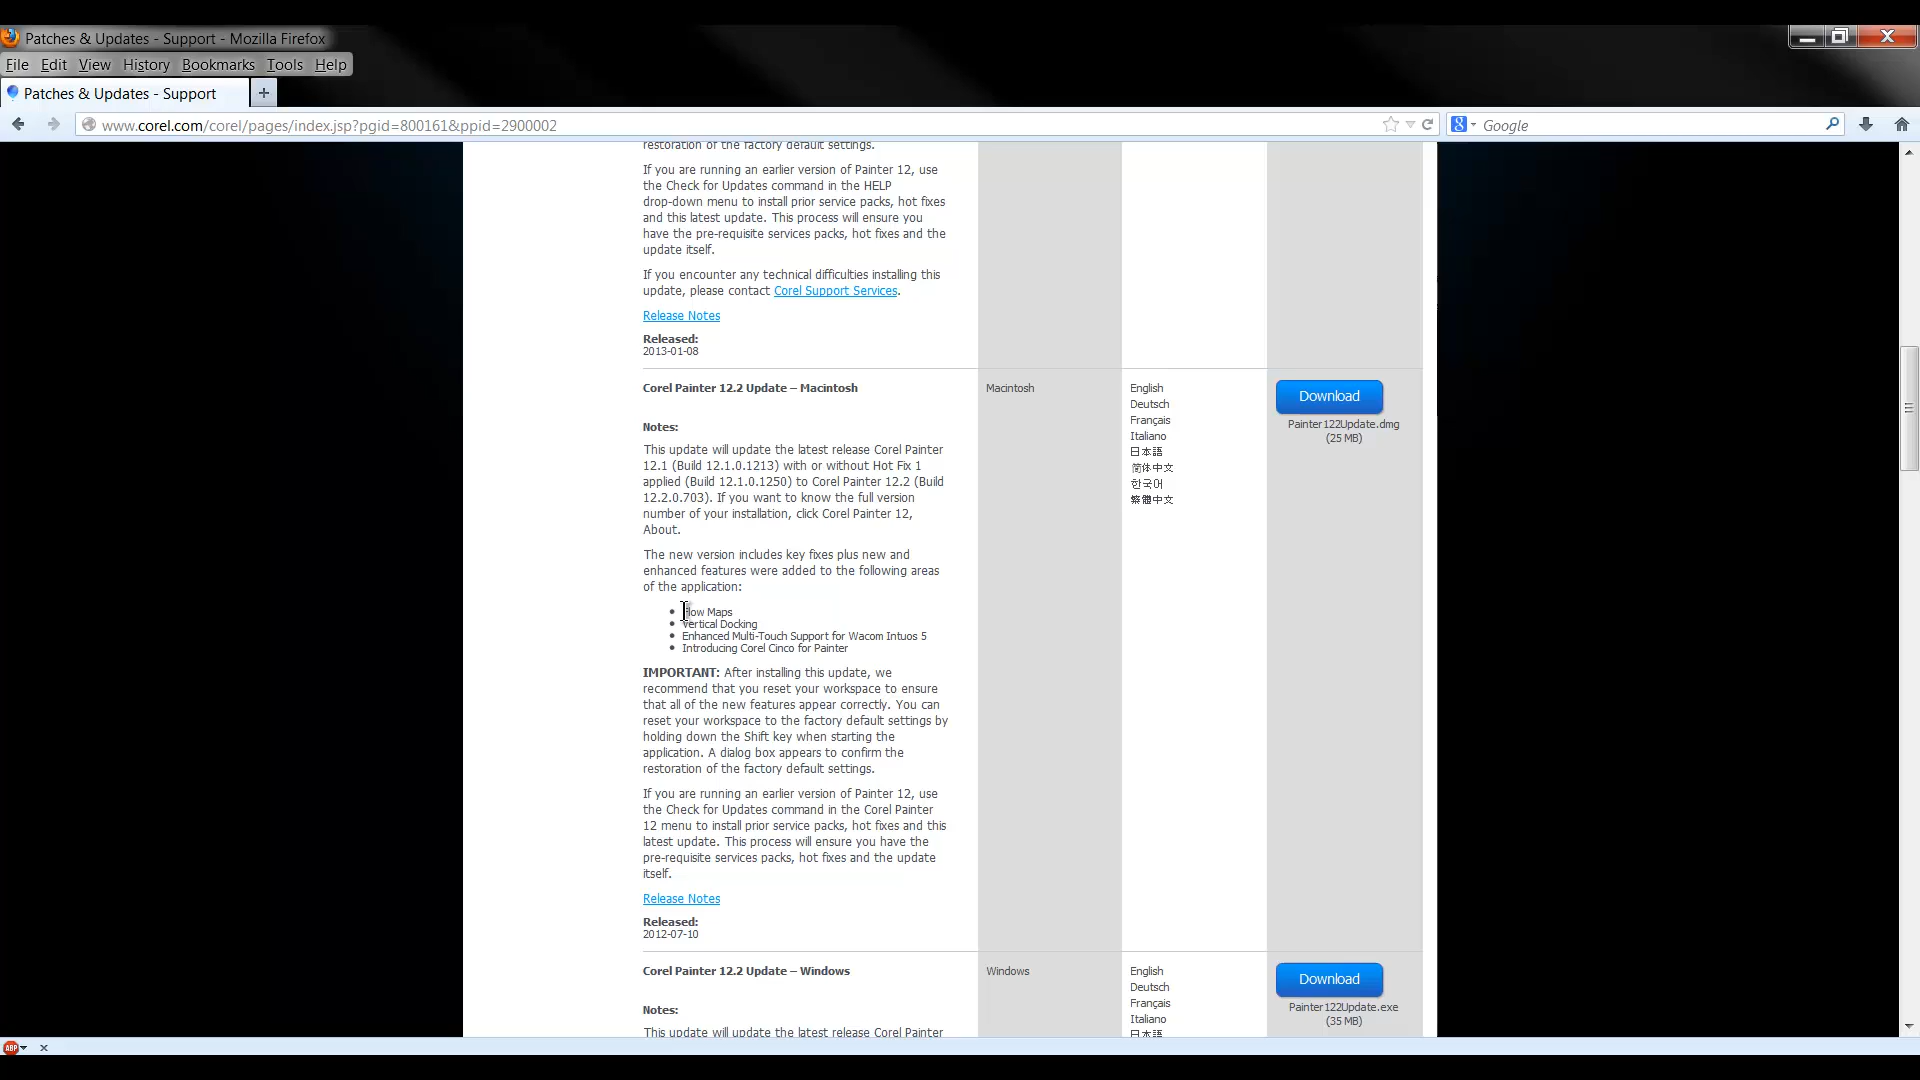 Patches & Updates - Support - Mozilla Firefox
File Edit View History Bookmarks Tools Help
Patches & Updates - Support
www.corel.com/corel/pages/index.jsp?pgid=800161&ppid=2900002
Google
restoration of the factory default settings.
If you are running an earlier version of Painter 12, use
the Check for Updates command in the HELP
drop-down menu to install prior service packs, hot fixes
and this latest update. This process will ensure you
have the pre-requisite services packs, hot fixes and the
update itself.
If you encounter any technical difficulties installing this
update, please contact Corel Support Services.
Release Notes
Released:
2013-01-08
Corel Painter 12.2 Update – Macintosh
Notes:
This update will update the latest release Corel Painter
12.1 (Build 12.1.0.1213) with or without Hot Fix 1
applied (Build 12.1.0.1250) to Corel Painter 12.2 (Build
12.2.0.703). If you want to know the full version
number of your installation, click Corel Painter 12,
About.
The new version includes key fixes plus new and
enhanced features were added to the following areas
of the application:
Flow Maps
Vertical Docking
Enhanced Multi-Touch Support for Wacom Intuos 5
Introducing Corel Cinco for Painter
IMPORTANT: After installing this update, we
recommend that you reset your workspace to ensure
that all of the new features appear correctly. You can
reset your workspace to the factory default settings by
holding down the Shift key when starting the
application. A dialog box appears to confirm the
restoration of the factory default settings.
If you are running an earlier version of Painter 12, use
the Check for Updates command in the Corel Painter
12 menu to install prior service packs, hot fixes and this
latest update. This process will ensure you have the
pre-requisite services packs, hot fixes and the update
itself.
Release Notes
Released:
2012-07-10
Macintosh
English
Deutsch
Français
Italiano
日本語
简体中文
한국어
繁體中文
Download
Painter122Update.dmg
(25 MB)
Corel Painter 12.2 Update – Windows
Notes:
This update will update the latest release Corel Painter
Windows
English
Deutsch
Français
Italiano
日本語
Download
Painter122Update.exe
(35 MB)
ABP